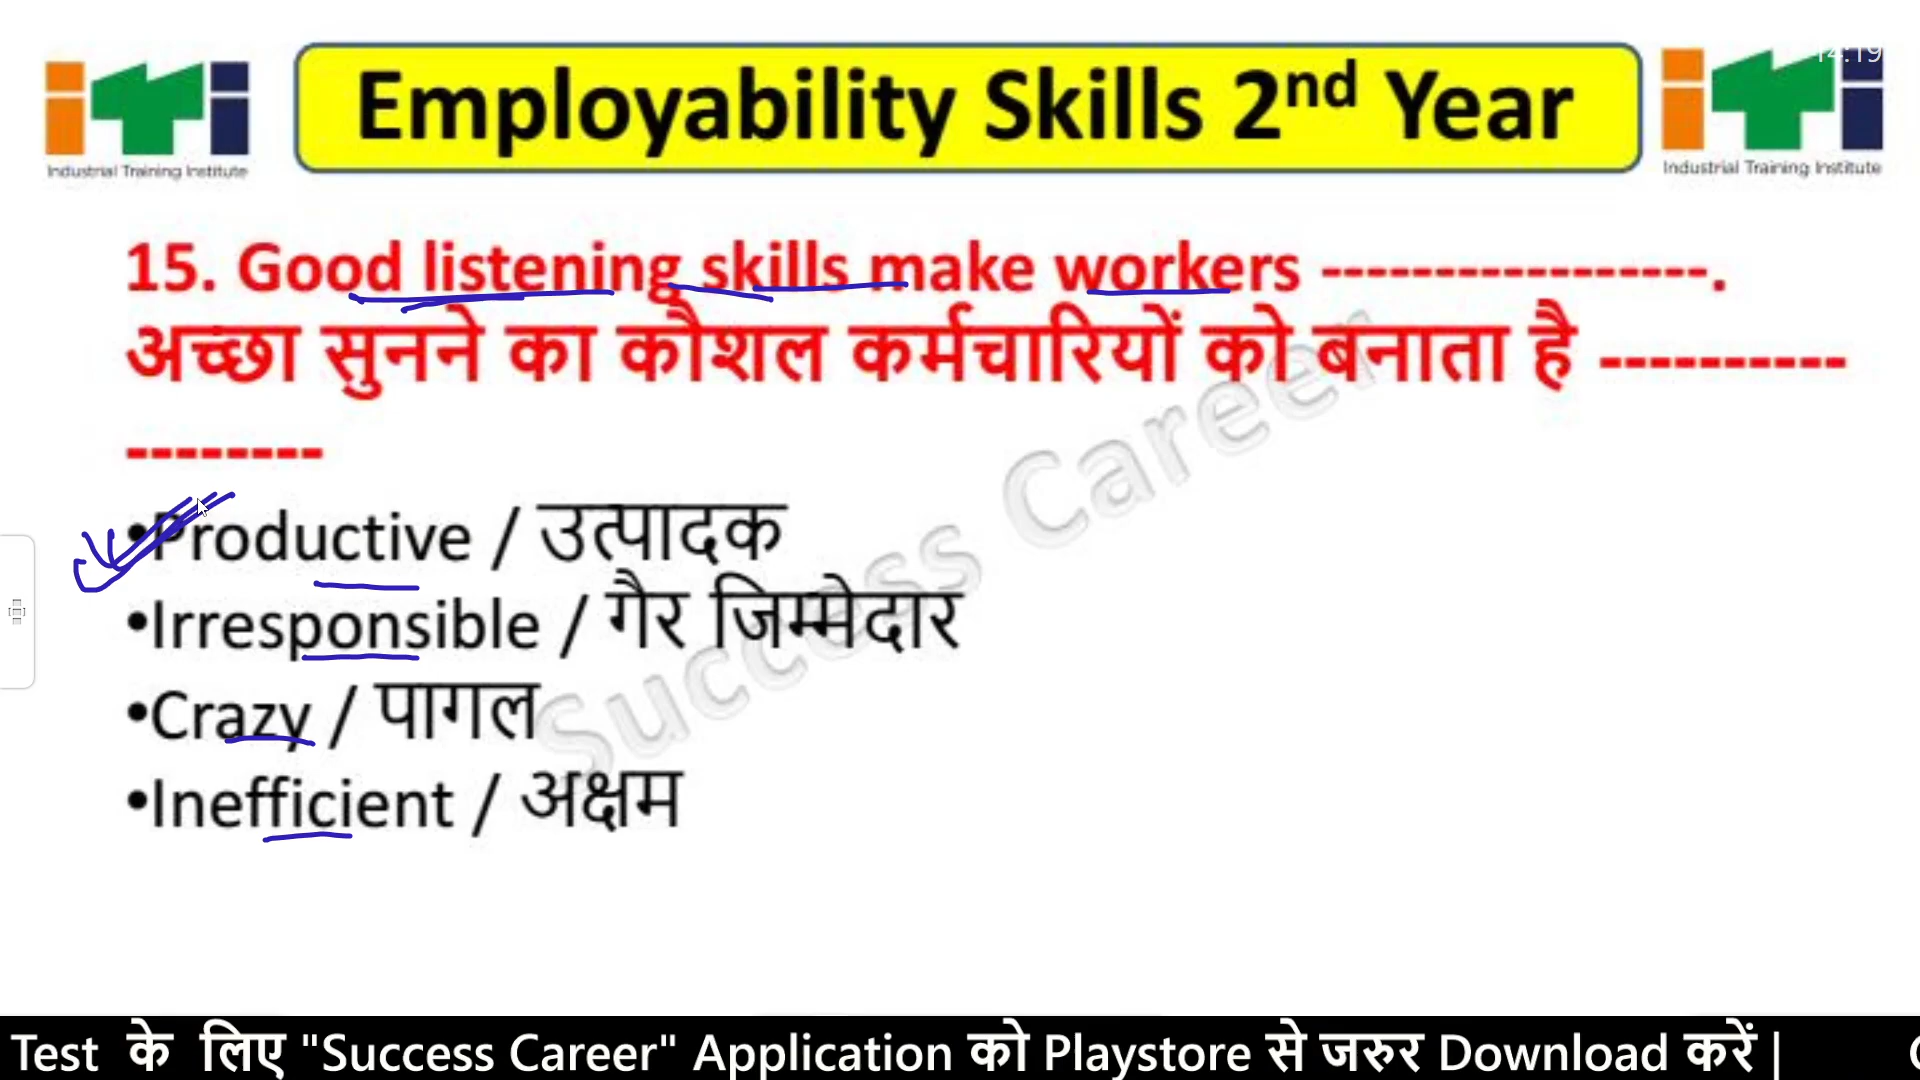 Employability Skills 2nd Year
14:19
Industrial Training Institute
Industrial Training Institute
15. Good listening skills make workers -----------------.
अच्छा सुनने का कौशल कर्मचारियों को बनाता है -----------
--------
•Productive / उत्पादक
•Irresponsible / गैर जिम्मेदार
•Crazy / पागल
•Inefficient / अक्षम
Success Career
Test के लिए "Success Career" Application को Playstore से जरुर Download करें |